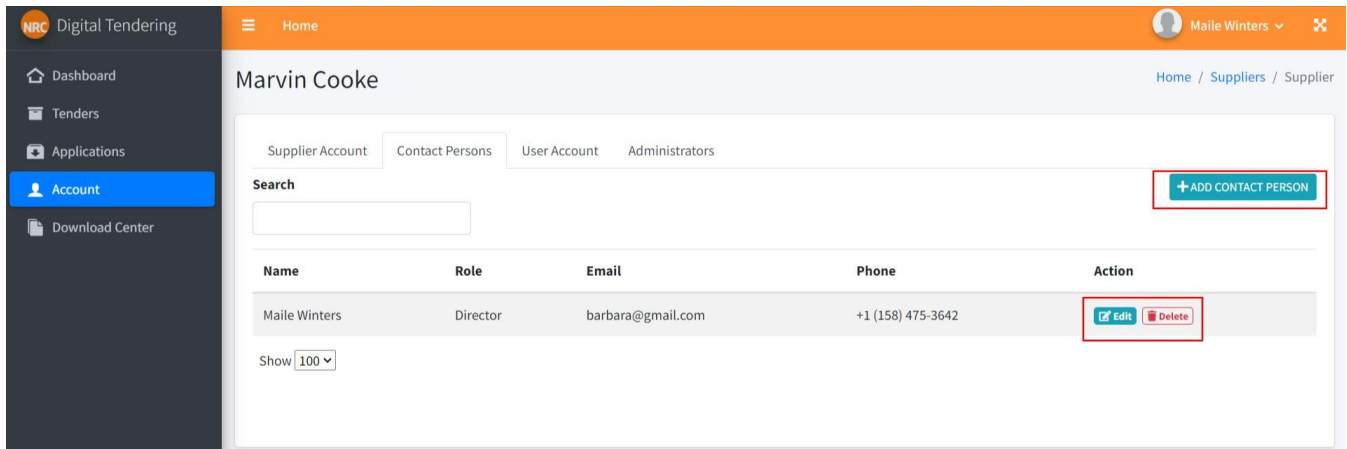 NRC Digital Tendering
Home
Maile Winters
Dashboard
Tenders
Applications
Account
Download Center
Marvin Cooke
Home / Suppliers / Supplier
Supplier Account Contact Persons User Account Administrators
Search
ADD CONTACT PERSON
Name Role Email Phone Action
Maile Winters Director barbara@gmail.com +1 (158) 475-3642 Edit Delete
Show 100